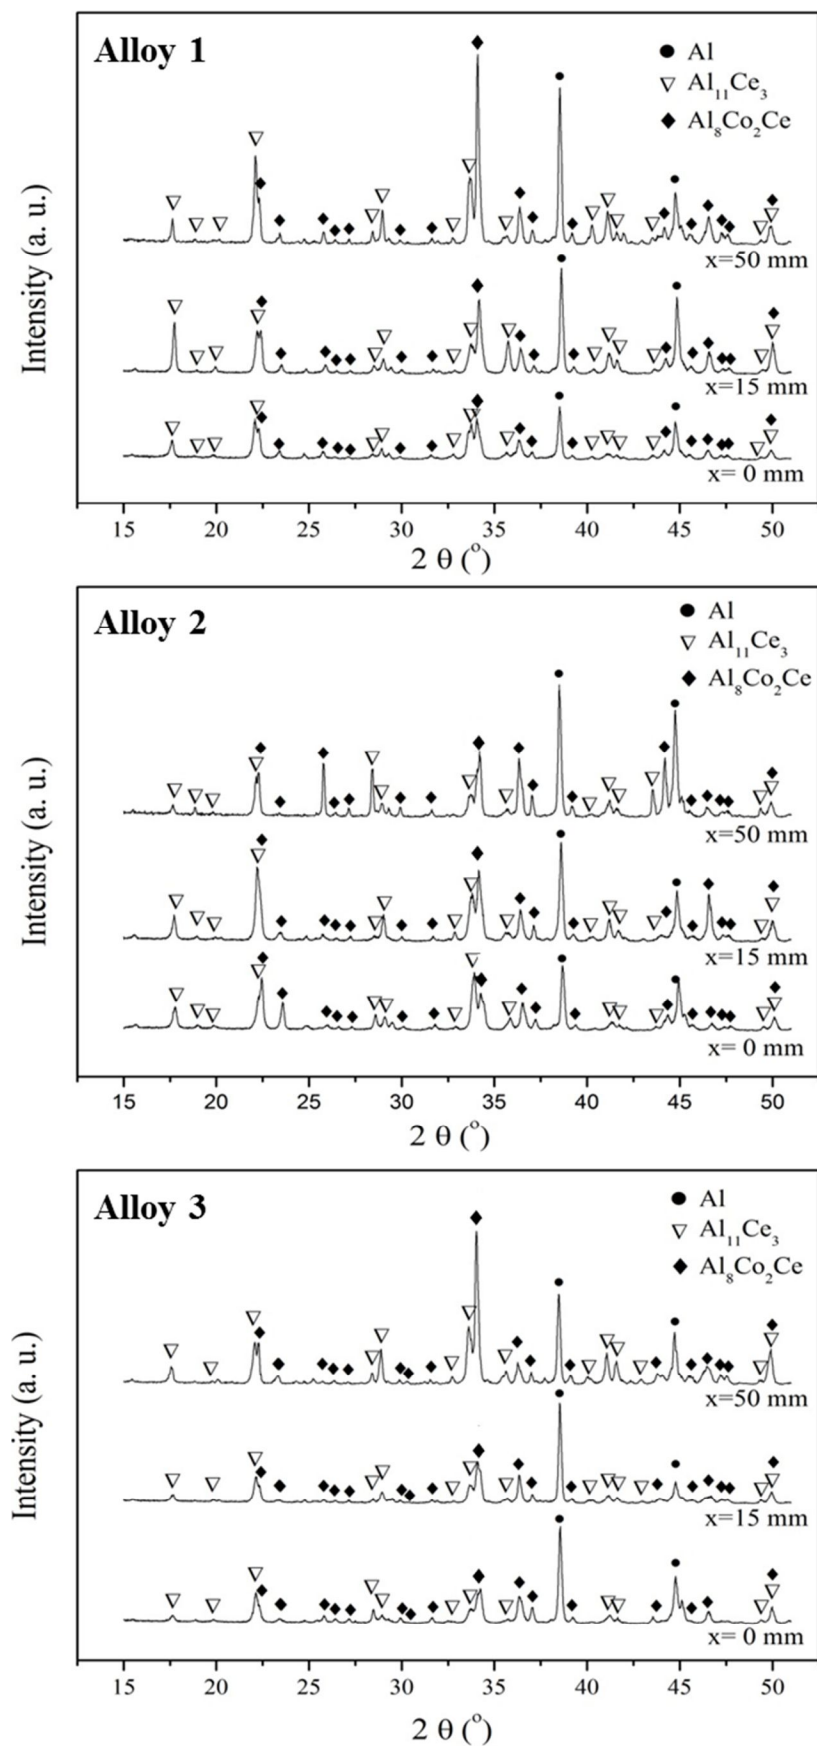 Alloy 1
● Al
▽ Al₁₁Ce₃
◆ Al₈Co₂Ce
Intensity (a. u.)
x=50 mm
x=15 mm
x= 0 mm
15 20 25 30 35 40 45 50
2 θ (°)
Alloy 2
● Al
▽ Al₁₁Ce₃
◆ Al₈Co₂Ce
Intensity (a. u.)
x=50 mm
x=15 mm
x= 0 mm
15 20 25 30 35 40 45 50
2 θ (°)
Alloy 3
● Al
▽ Al₁₁Ce₃
◆ Al₈Co₂Ce
Intensity (a. u.)
x=50 mm
x=15 mm
x= 0 mm
15 20 25 30 35 40 45 50
2 θ (°)